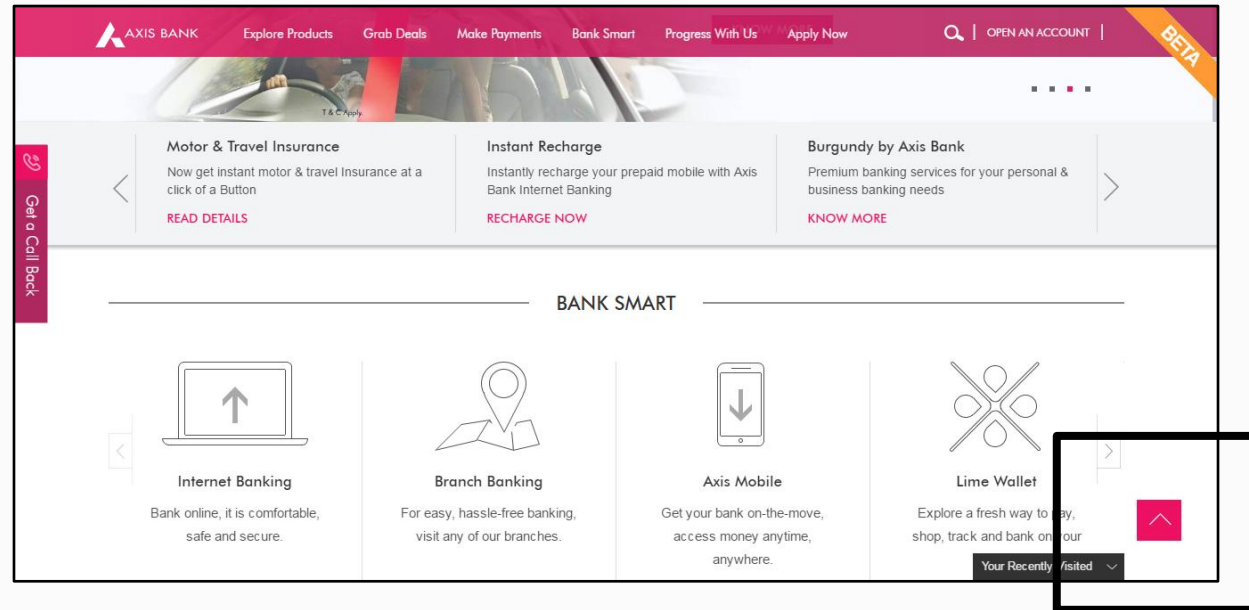 AXIS BANK Explore Products Grab Deals Make Payments Bank Smart Progress With Us Apply Now OPEN AN ACCOUNT
BETA
T & C Apply
Get a Call Back
Motor & Travel Insurance
Now get instant motor & travel Insurance at a
click of a Button
READ DETAILS
Instant Recharge
Instantly recharge your prepaid mobile with Axis
Bank Internet Banking
RECHARGE NOW
Burgundy by Axis Bank
Premium banking services for your personal &
business banking needs
KNOW MORE
BANK SMART
Internet Banking
Bank online, it is comfortable,
safe and secure.
Branch Banking
For easy, hassle-free banking,
visit any of our branches.
Axis Mobile
Get your bank on-the-move,
access money anytime,
anywhere.
Lime Wallet
Explore a fresh way to pay,
shop, track and bank on your
Your Recently Visited